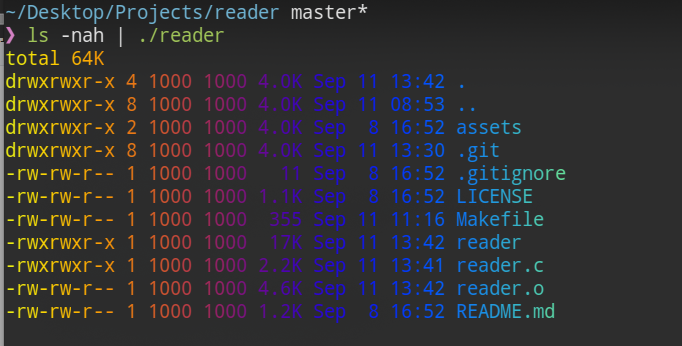 ~/Desktop/Projects/reader master*
❯ ls -nah | ./reader
total 64K
drwxrwxr-x 4 1000 1000 4.0K Sep 11 13:42 .
drwxrwxr-x 8 1000 1000 4.0K Sep 11 08:53 ..
drwxrwxr-x 2 1000 1000 4.0K Sep  8 16:52 assets
drwxrwxr-x 8 1000 1000 4.0K Sep 11 13:30 .git
-rw-rw-r-- 1 1000 1000   11 Sep  8 16:52 .gitignore
-rw-rw-r-- 1 1000 1000 1.1K Sep  8 16:52 LICENSE
-rw-rw-r-- 1 1000 1000  355 Sep 11 11:16 Makefile
-rwxrwxr-x 1 1000 1000  17K Sep 11 13:42 reader
-rwxrwxr-x 1 1000 1000 2.2K Sep 11 13:41 reader.c
-rw-rw-r-- 1 1000 1000 4.6K Sep 11 13:42 reader.o
-rw-rw-r-- 1 1000 1000 1.2K Sep  8 16:52 README.md